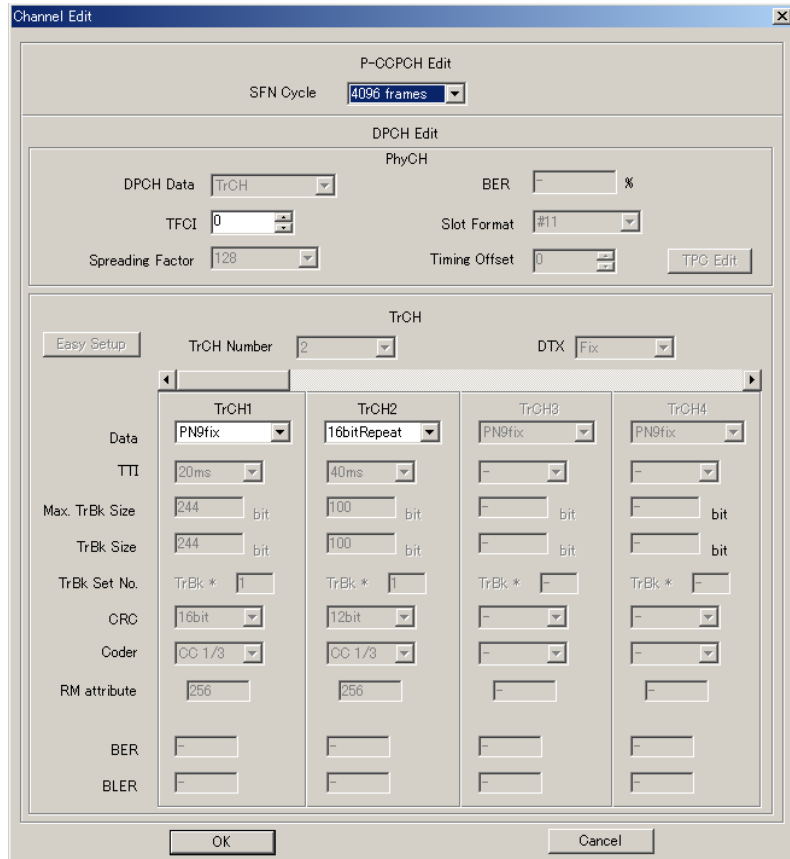 Channel Edit
P-CCPCH Edit
SFN Cycle 4096 frames
DPCH Edit
PhyCH
DPCH Data TrCH BER - %
TFCI 0 Slot Format #11
Spreading Factor 128 Timing Offset 0 TPC Edit
TrCH
Easy Setup TrCH Number 2 DTX Fix
TrCH1 TrCH2 TrCH3 TrCH4
Data PN9fix 16bitRepeat PN9fix PN9fix
TTI 20ms 40ms - -
Max. TrBk Size 244 bit 100 bit - bit - bit
TrBk Size 244 bit 100 bit - bit - bit
TrBk Set No. TrBk * 1 TrBk * 1 TrBk * - TrBk * -
CRC 16bit 12bit - -
Coder CC 1/3 CC 1/3 - -
RM attribute 256 256 - -
BER - - - -
BLER - - - -
OK Cancel